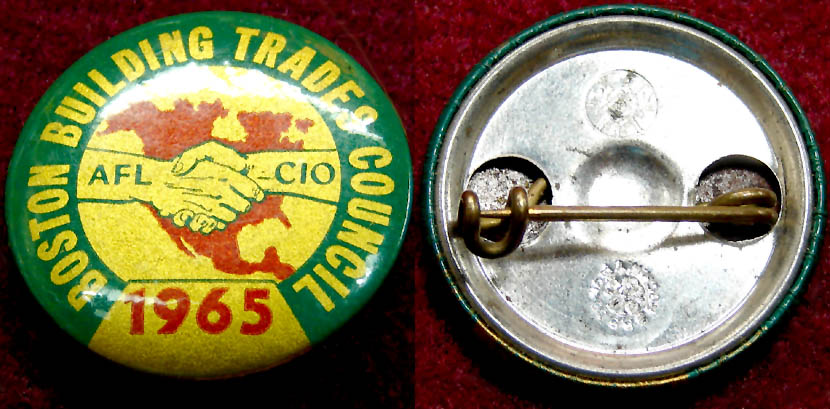 BOSTON BUILDING TRADES COUNCIL
AFL CIO
1965